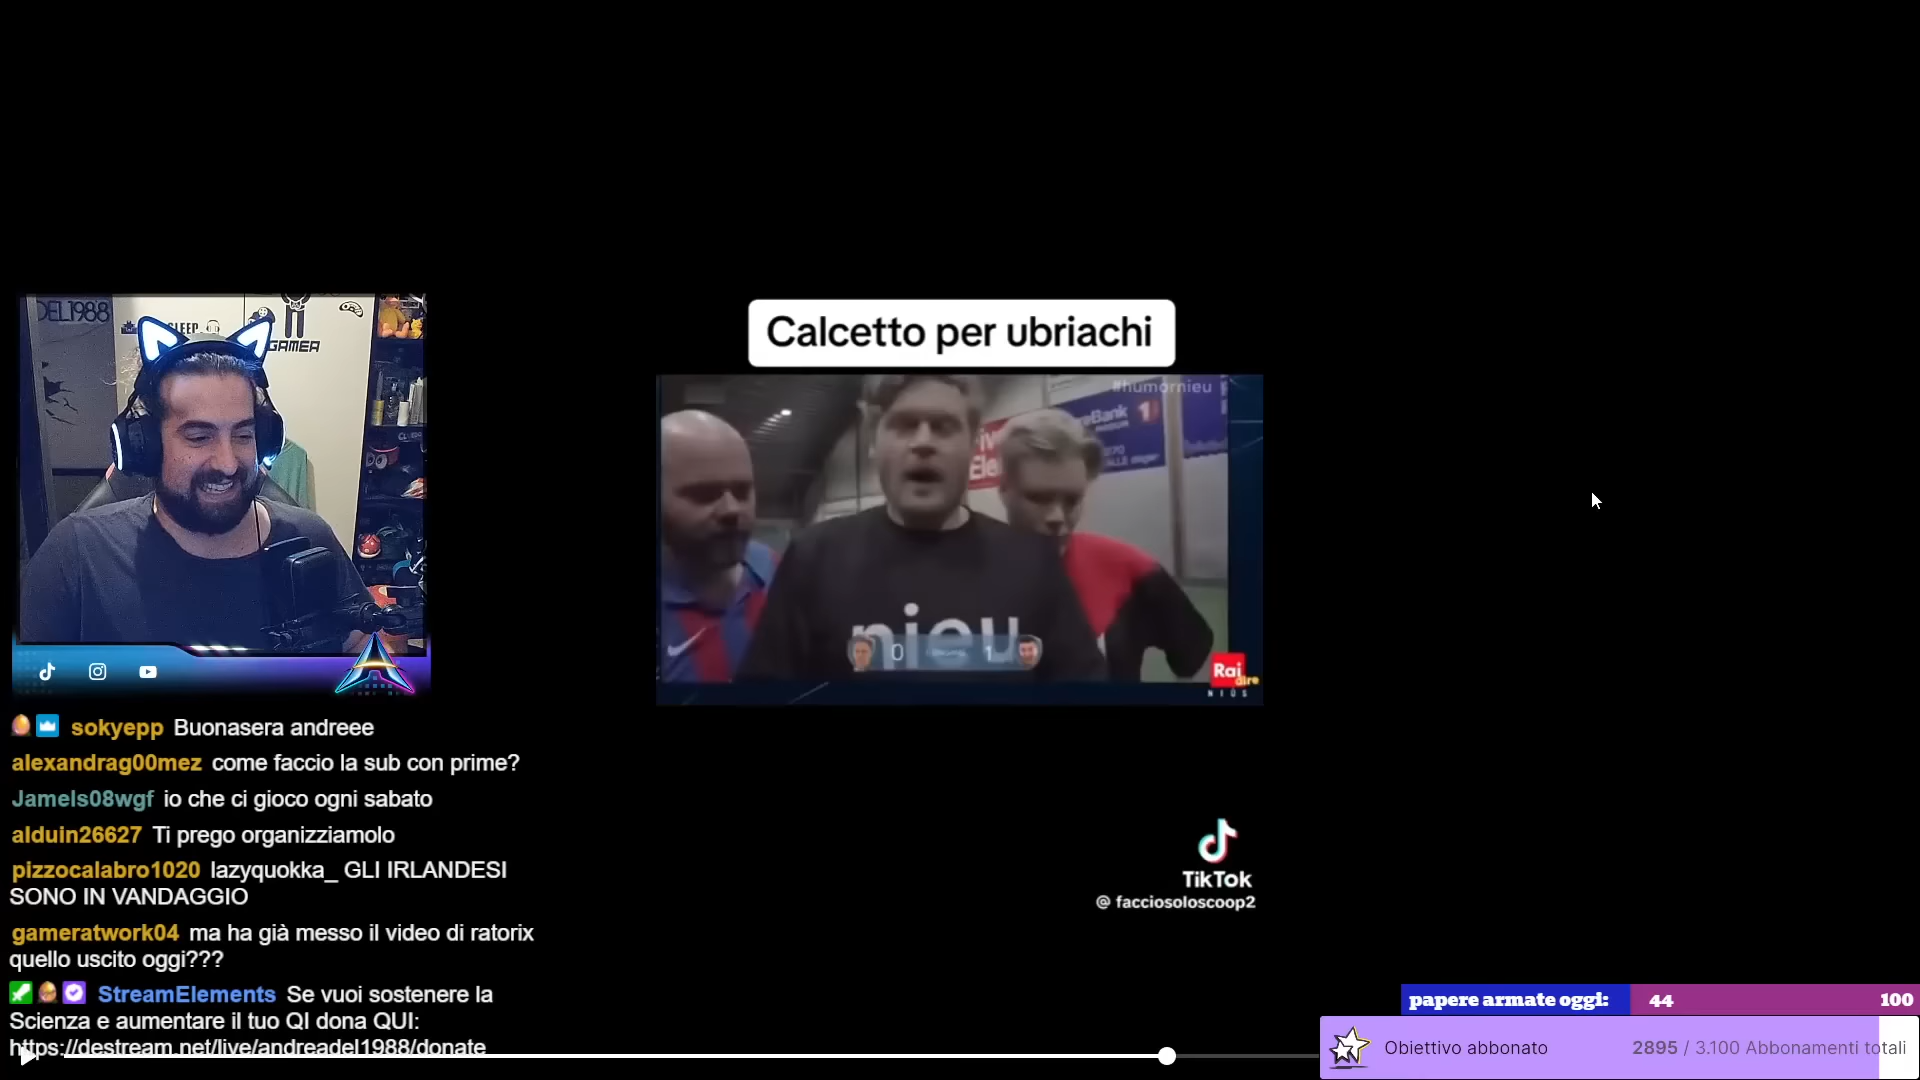 DEL1988
SLEEP
GAMER
Calcetto per ubriachi
#humornieu
nieu
0
1
Rai
dire
NIÙS
sokyepp Buonasera andreee
alexandrag00mez come faccio la sub con prime?
Jamels08wgf io che ci gioco ogni sabato
alduin26627 Ti prego organizziamolo
pizzocalabro1020 lazyquokka_ GLI IRLANDESI
SONO IN VANDAGGIO
gameratwork04 ma ha già messo il video di ratorix
quello uscito oggi???
StreamElements Se vuoi sostenere la
Scienza e aumentare il tuo QI dona QUI:
https://destream.net/live/andreadel1988/donate
TikTok
@ facciosoloscoop2
papere armate oggi: 44 100
Obiettivo abbonato 2895 / 3.100 Abbonamenti totali